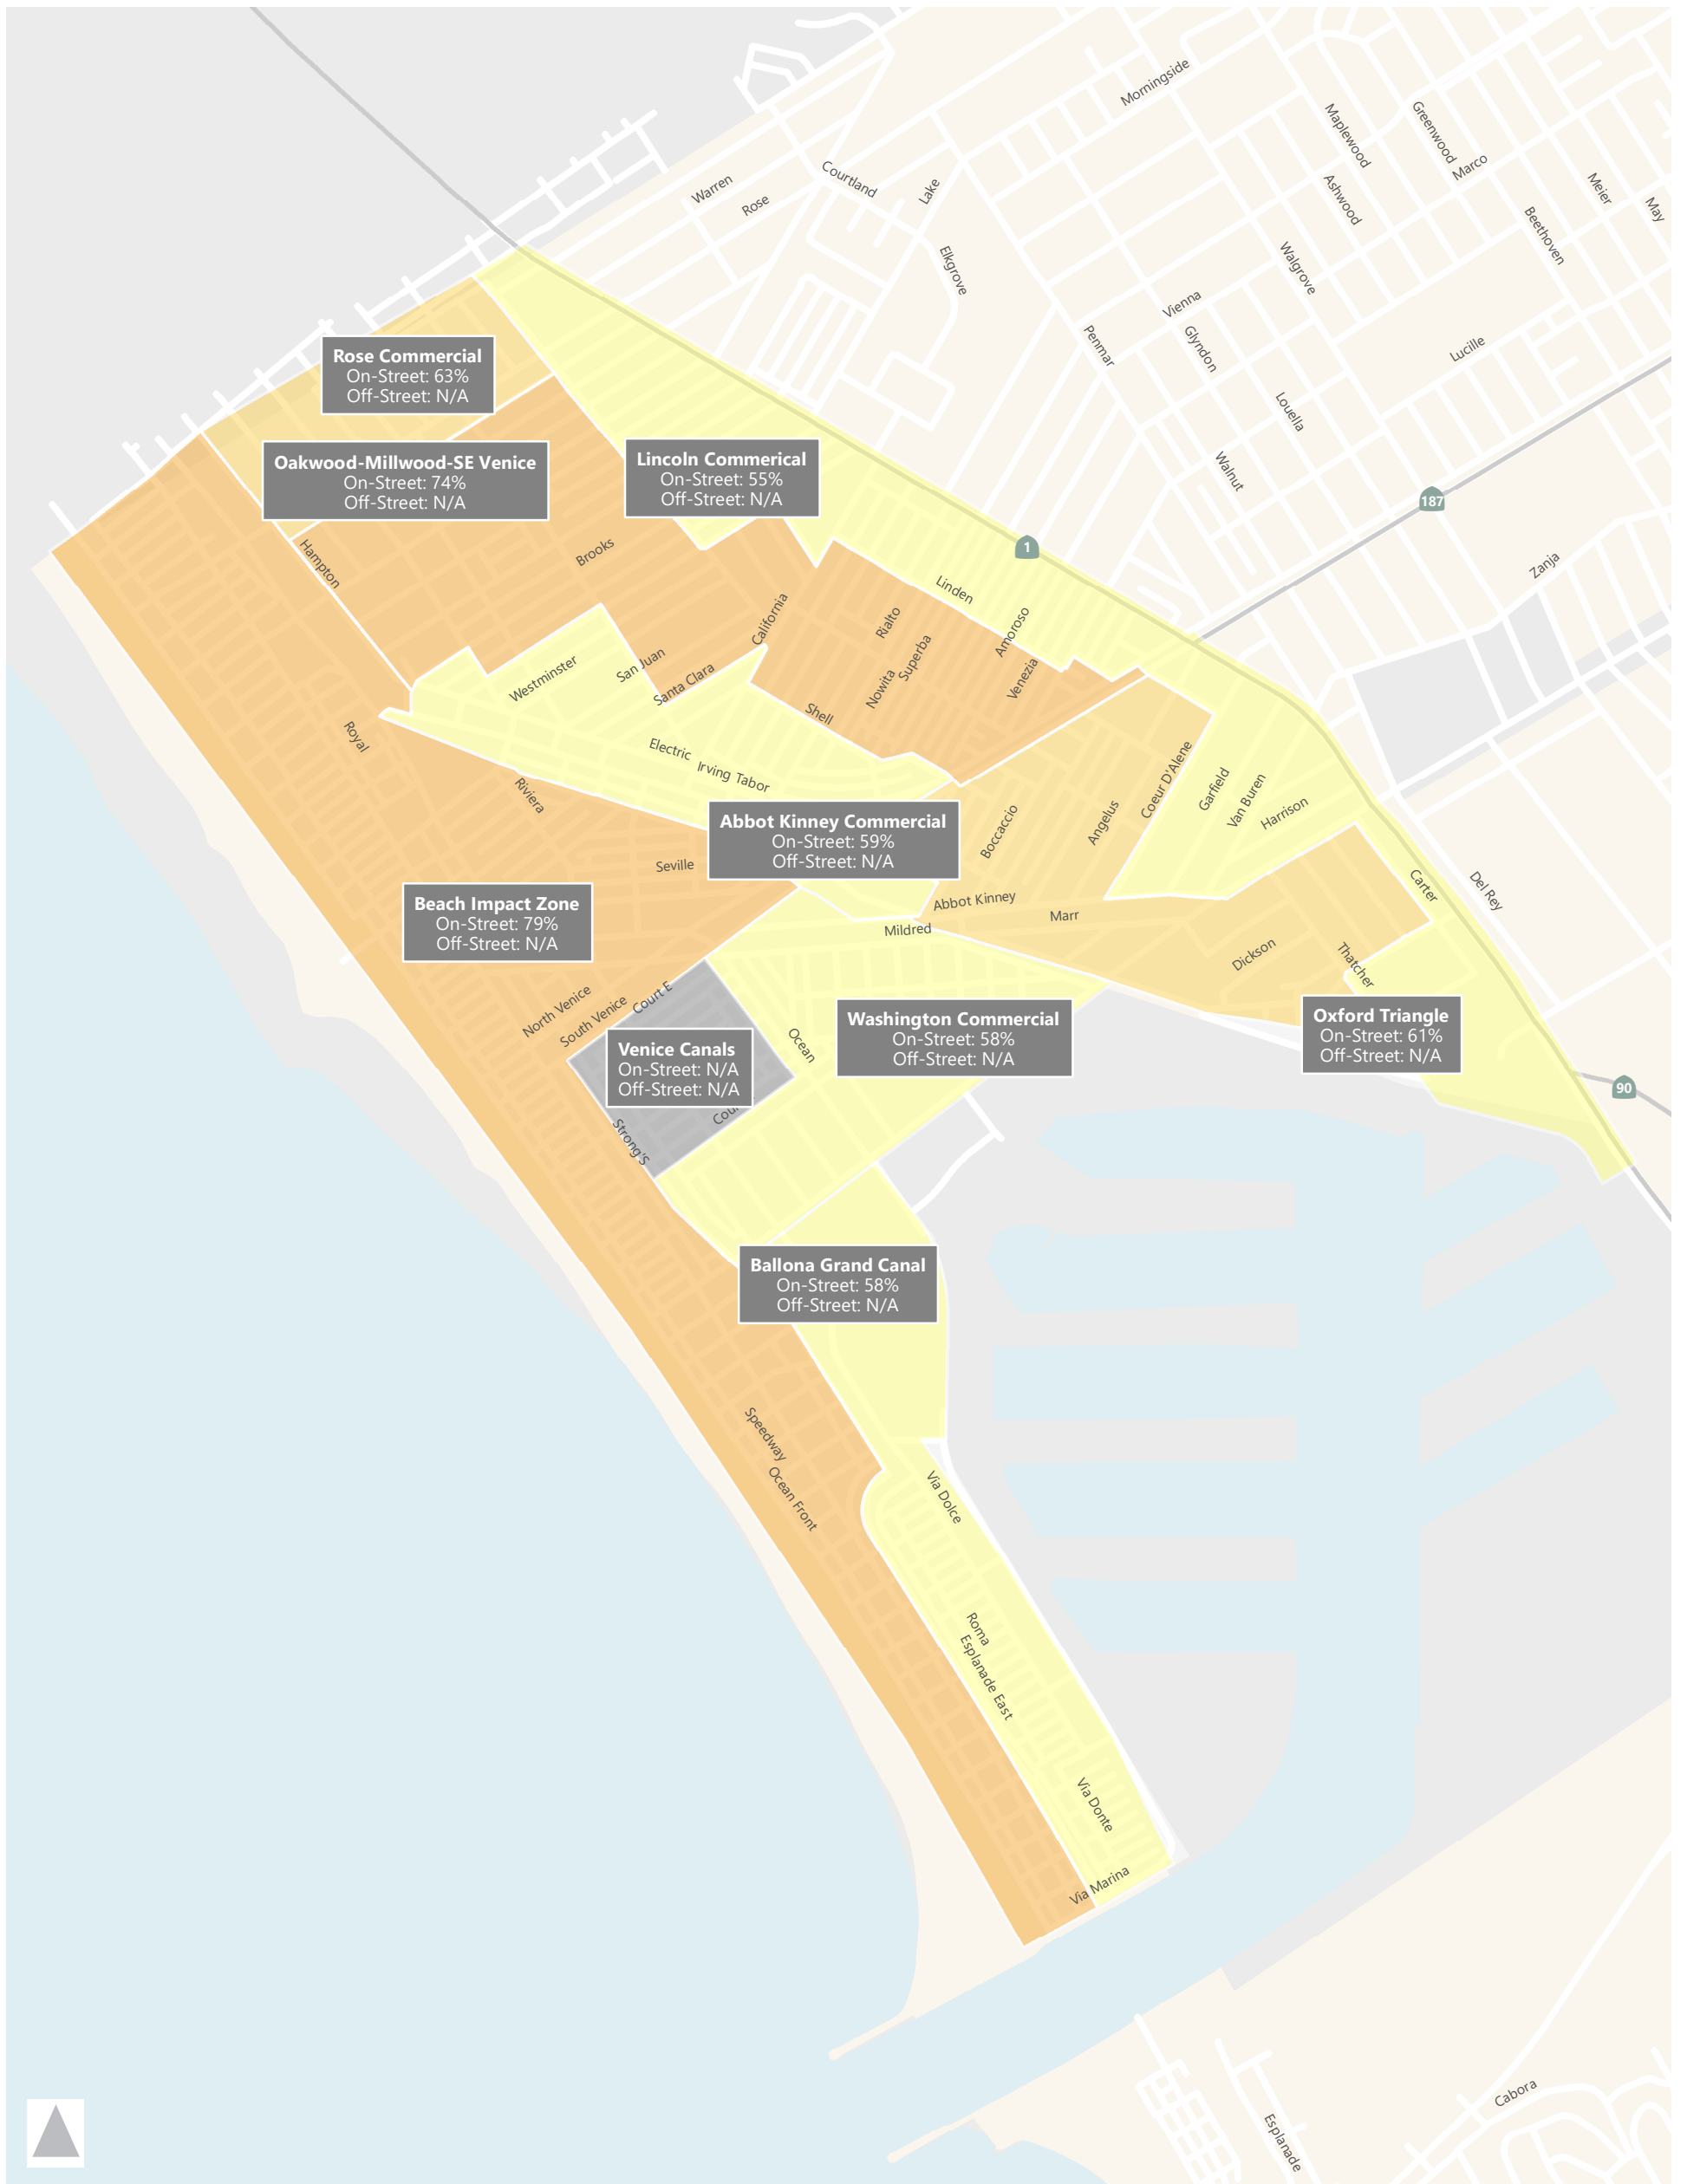 Morningside
Maplewood
Greenwood
Marco
Ashwood
Meier
May
Beethoven
Warren
Rose
Courtland
Lake
Elkgrove
Walgrove
Vienna
Penmar
Glyndon
Lucille
Louella
Walnut
187
1
Zanja
Rose Commercial
On-Street: 63%
Off-Street: N/A
Oakwood-Millwood-SE Venice
On-Street: 74%
Off-Street: N/A
Lincoln Commerical
On-Street: 55%
Off-Street: N/A
Hampton
Brooks
California
Linden
Rialto
Superba
Amoroso
Nowita
Venezia
Westminster
San Juan
Santa Clara
Shell
Royal
Electric
Irving Tabor
Riviera
Coeur D'Alene
Garfield
Van Buren
Harrison
Boccaccio
Angelus
Abbot Kinney Commercial
On-Street: 59%
Off-Street: N/A
Seville
Abbot Kinney
Marr
Mildred
Carter
Del Rey
Beach Impact Zone
On-Street: 79%
Off-Street: N/A
Dickson
Thatcher
North Venice
South Venice
Court E
Ocean
Washington Commercial
On-Street: 58%
Off-Street: N/A
Oxford Triangle
On-Street: 61%
Off-Street: N/A
Venice Canals
On-Street: N/A
Off-Street: N/A
90
Strong'S
Ballona Grand Canal
On-Street: 58%
Off-Street: N/A
Speedway
Ocean Front
Via Dolce
Roma
Esplanade East
Via Donte
Via Marina
Cabora
Esplanade